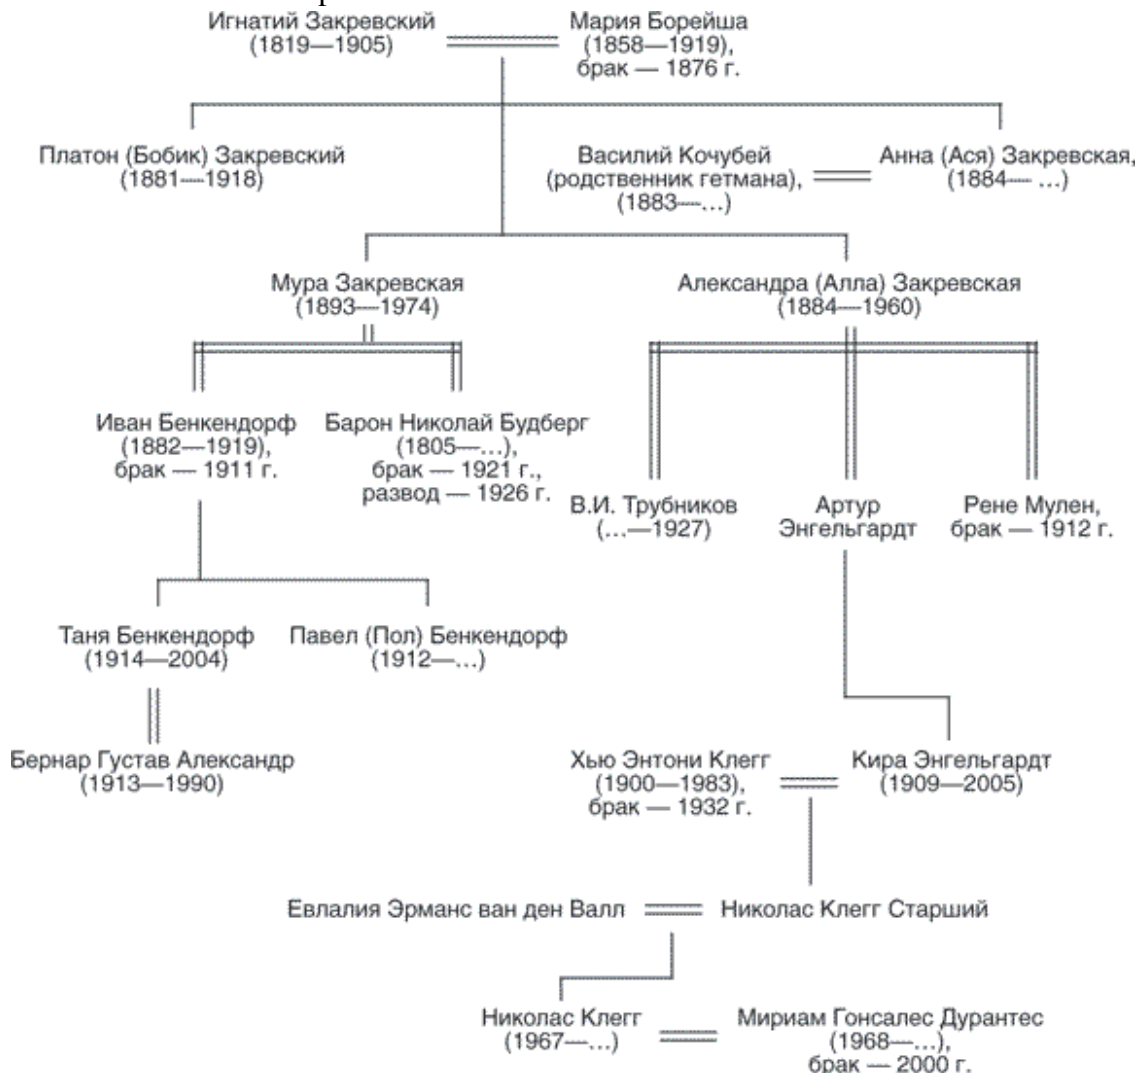 Игнатий Закревский
(1819—1905)
Мария Борейша
(1858—1919),
брак — 1876 г.
Платон (Бобик) Закревский
(1881—1918)
Василий Кочубей
(родственник гетмана),
(1883—...)
Анна (Ася) Закревская,
(1884— ...)
Мура Закревская
(1893—1974)
Александра (Алла) Закревская
(1884—1960)
Иван Бенкендорф
(1882—1919),
брак — 1911 г.
Барон Николай Будберг
(1805—...),
брак — 1921 г.,
развод — 1926 г.
В.И. Трубников
(...—1927)
Артур
Энгельгардт
Рене Мулен,
брак — 1912 г.
Таня Бенкендорф
(1914—2004)
Павел (Пол) Бенкендорф
(1912—...)
Бернар Густав Александр
(1913—1990)
Хью Энтони Клегг
(1900—1983),
брак — 1932 г.
Кира Энгельгардт
(1909—2005)
Евлалия Эрманс ван ден Валл
Николас Клегг Старший
Николас Клегг
(1967—...)
Мириам Гонсалес Дурантес
(1968—...),
брак — 2000 г.